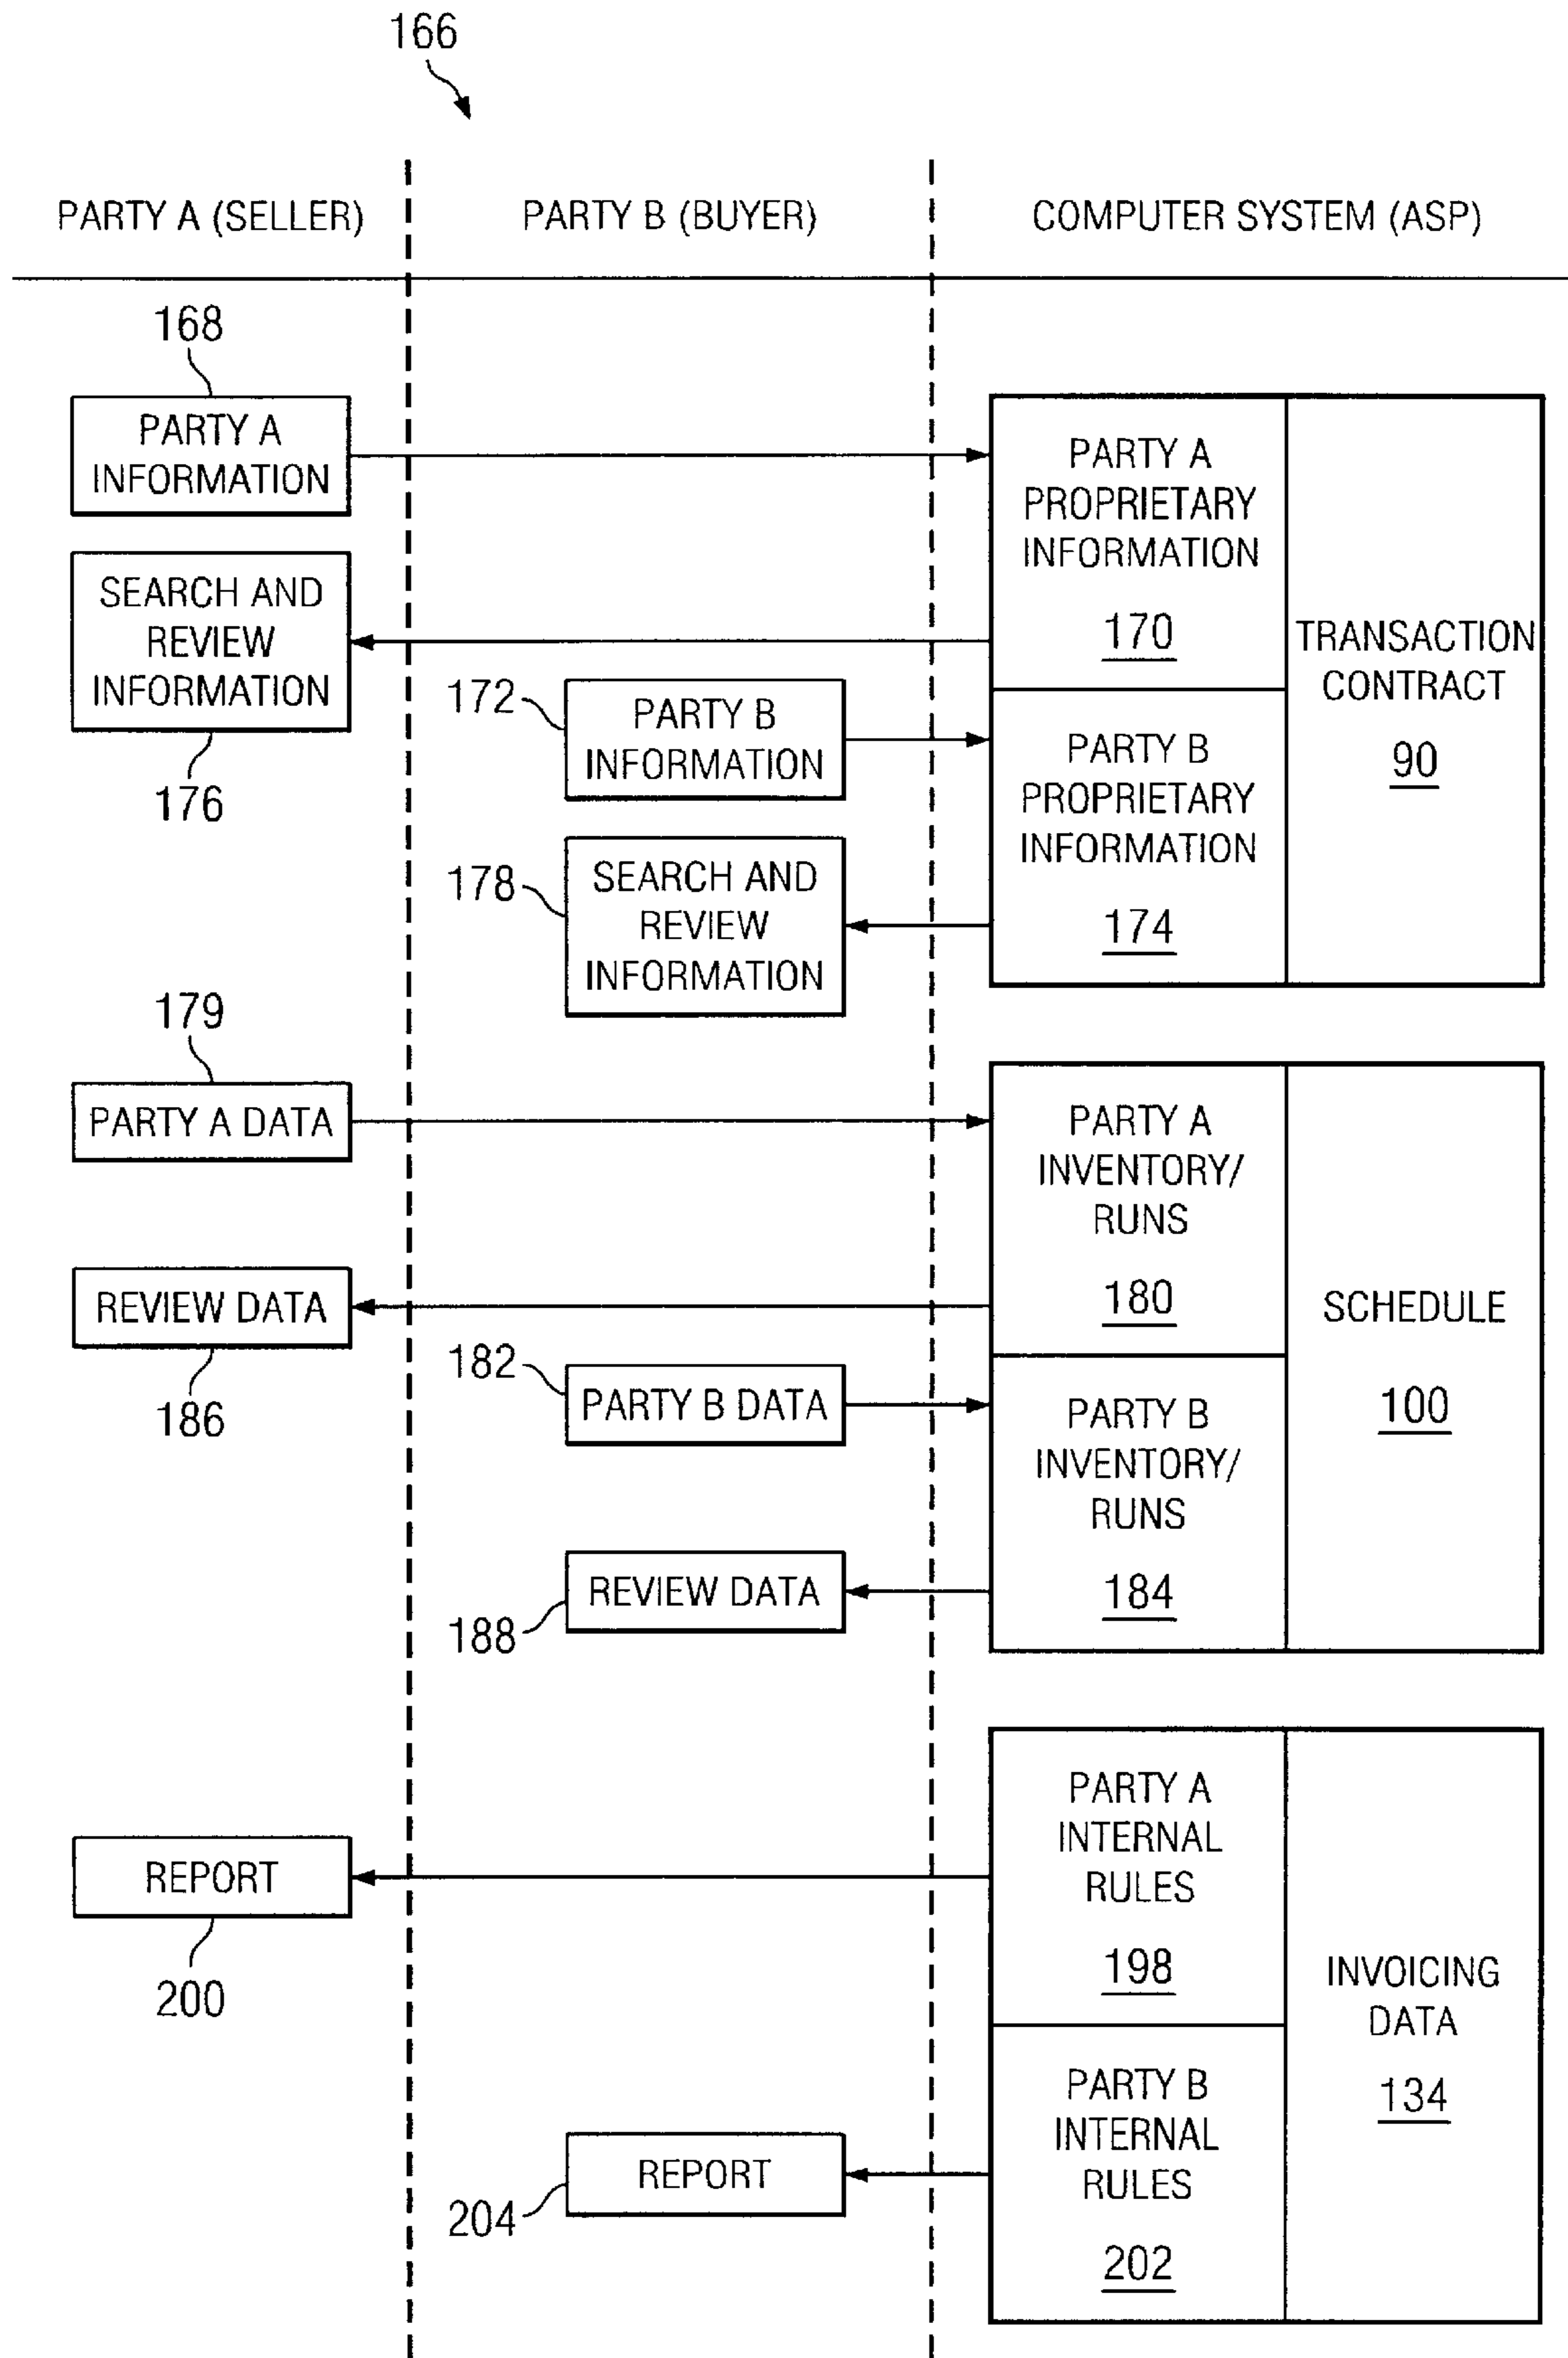 166
PARTY A (SELLER)
PARTY B (BUYER)
COMPUTER SYSTEM (ASP)
168
PARTY A
INFORMATION
PARTY A
PROPRIETARY
INFORMATION
170
SEARCH AND
REVIEW
INFORMATION
176
TRANSACTION
CONTRACT
90
172
PARTY B
INFORMATION
PARTY B
PROPRIETARY
INFORMATION
174
178
SEARCH AND
REVIEW
INFORMATION
179
PARTY A DATA
PARTY A
INVENTORY/
RUNS
180
REVIEW DATA
186
SCHEDULE
100
182
PARTY B DATA
PARTY B
INVENTORY/
RUNS
184
REVIEW DATA
188
PARTY A
INTERNAL
RULES
198
REPORT
200
INVOICING
DATA
134
PARTY B
INTERNAL
RULES
202
REPORT
204